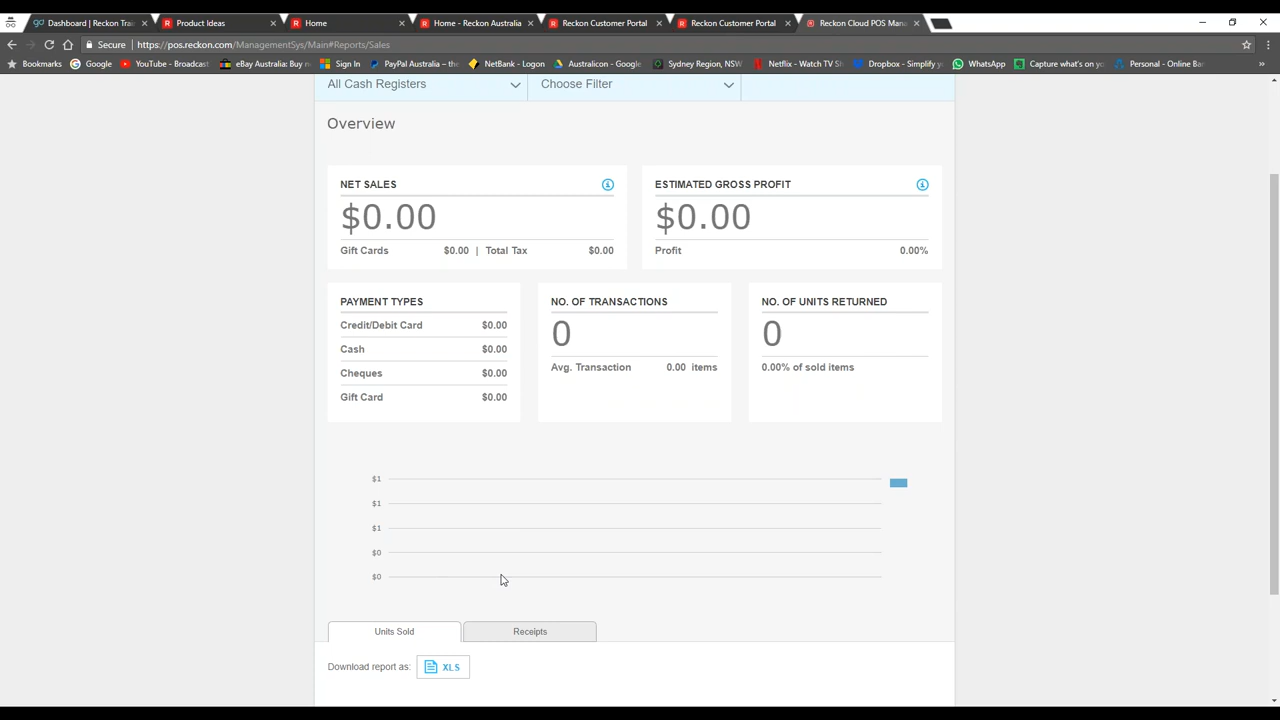 Dashboard | Reckon Trai
Product Ideas
Home
Home - Reckon Australia
Reckon Customer Portal
Reckon Customer Portal
Reckon Cloud POS Mana
Secure | https://pos.reckon.com/ManagementSys/Main#Reports/Sales
Bookmarks
Google
YouTube - Broadcast
eBay Australia: Buy n
Sign In
PayPal Australia – the
NetBank - Logon
Australicon - Google
Sydney Region, NSW
Netflix - Watch TV Sh
Dropbox - Simplify yo
WhatsApp
Capture what's on yo
Personal - Online Ban
»
All Cash Registers
Choose Filter
Overview
NET SALES
$0.00
Gift Cards $0.00 | Total Tax $0.00
ESTIMATED GROSS PROFIT
$0.00
Profit 0.00%
PAYMENT TYPES
Credit/Debit Card $0.00
Cash $0.00
Cheques $0.00
Gift Card $0.00
NO. OF TRANSACTIONS
0
Avg. Transaction 0.00 items
NO. OF UNITS RETURNED
0
0.00% of sold items
$1
$1
$1
$0
$0
Units Sold
Receipts
Download report as: XLS